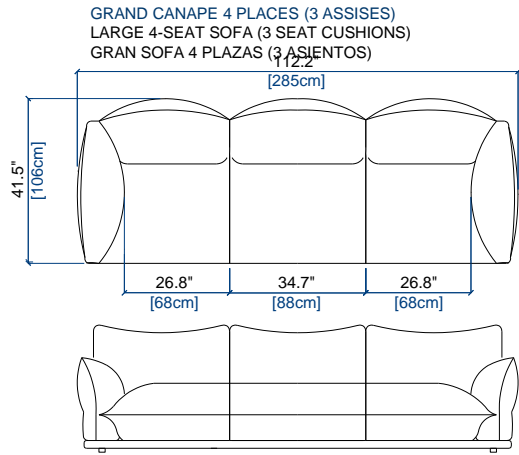 GRAND CANAPE 4 PLACES (3 ASSISES)
LARGE 4-SEAT SOFA (3 SEAT CUSHIONS)
GRAN SOFA 4 PLAZAS (3 ASIENTOS)
112.2"
[285cm]
41.5"
[106cm]
26.8" 34.7" 26.8"
[68cm] [88cm] [68cm]